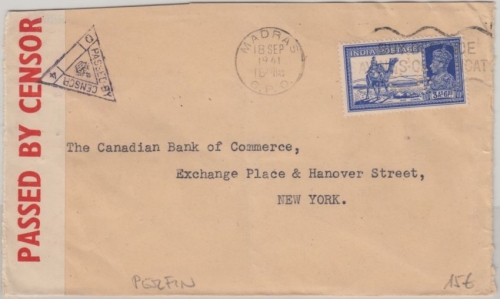 PASSED BY CENSOR
PASSED BY
CENSOR
MADRAS
18 SEP
1941
G.P.O.
INDIA POSTAGE
The Canadian Bank of Commerce,
Exchange Place & Hanover Street,
NEW YORK.
PERFIN
15€